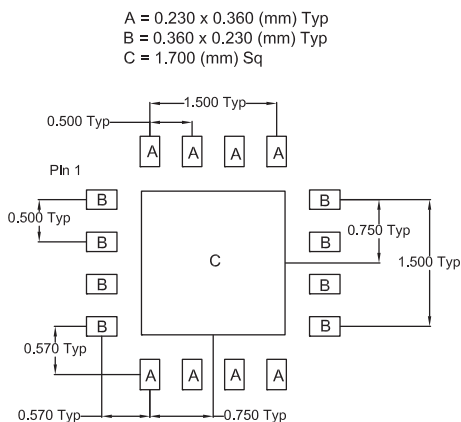 A = 0.230 x 0.360 (mm) Typ
B = 0.360 x 0.230 (mm) Typ
C = 1.700 (mm) Sq
1.500 Typ
0.500 Typ
A A A A
PIn 1
B B
0.500 Typ
0.750 Typ
B B
C
1.500 Typ
B B
B B
0.570 Typ
A A A A
0.570 Typ
0.750 Typ